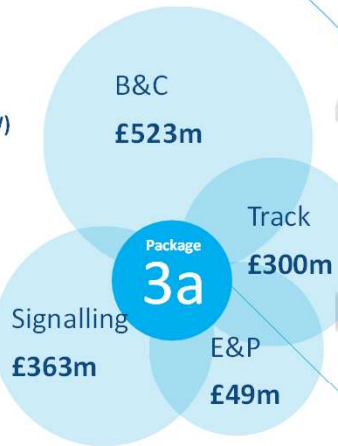 B&C
£523m
Track
£300m
Package
3a
Signalling
£363m
E&P
£49m